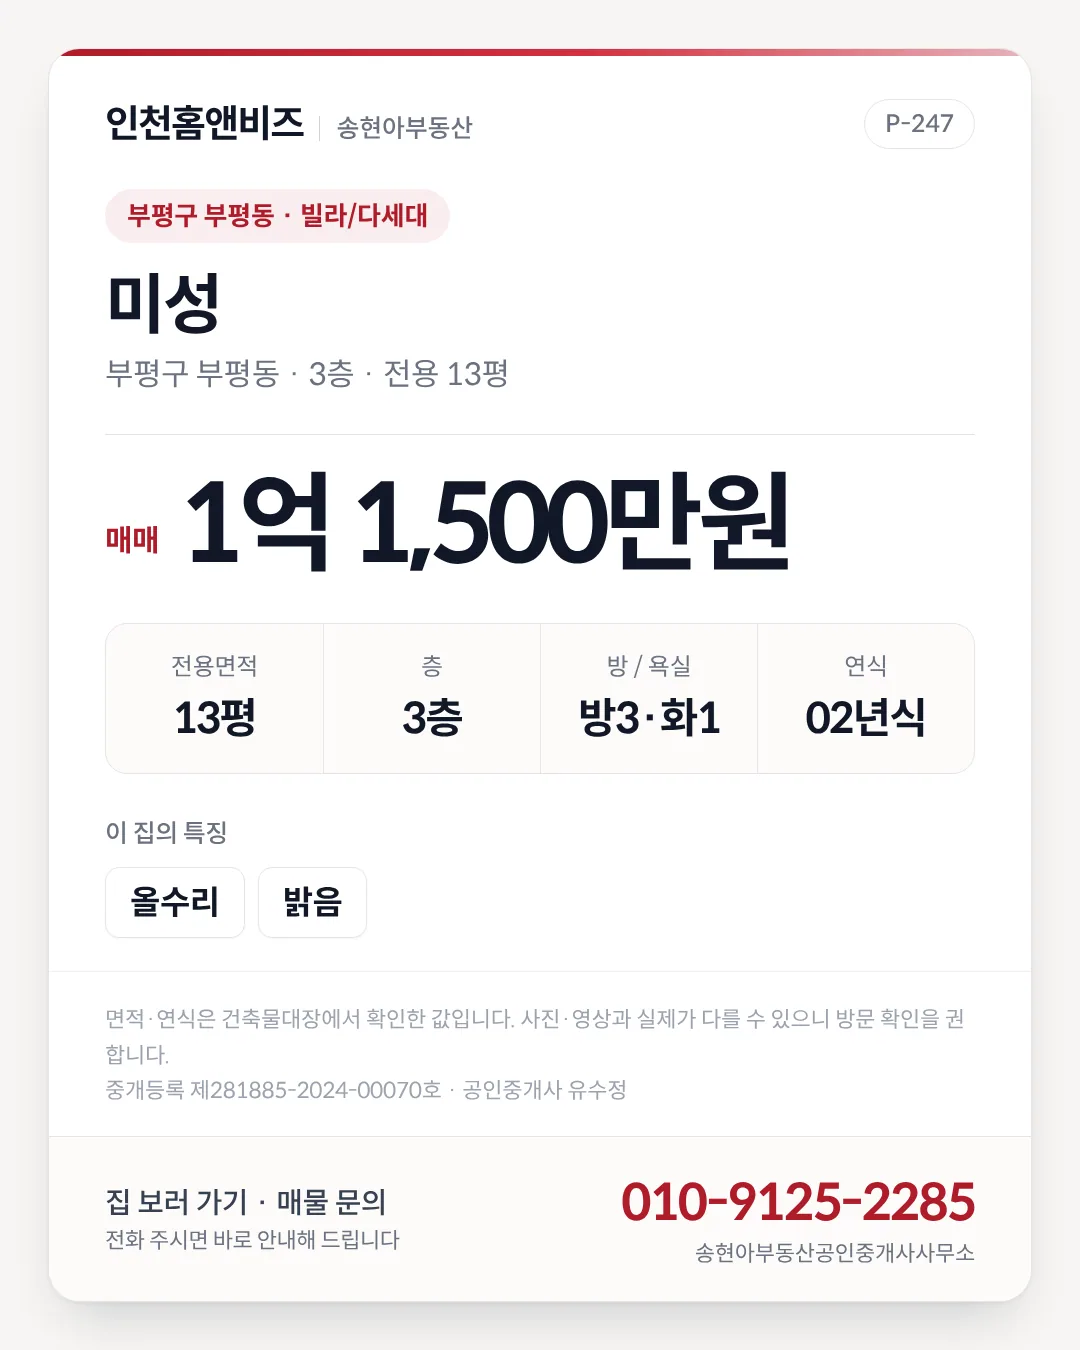 인천홈앤비즈 | 송현아부동산
P-247
부평구 부평동 · 빌라/다세대
미성
부평구 부평동 · 3층 · 전용 13평
매매 1억 1,500만원
전용면적 층 방 / 욕실 연식
13평 3층 방3·화1 02년식
이 집의 특징
올수리 밝음
면적·연식은 건축물대장에서 확인한 값입니다. 사진·영상과 실제가 다를 수 있으니 방문 확인을 권
합니다.
중개등록 제281885-2024-00070호 · 공인중개사 유수정
집 보러 가기 · 매물 문의
전화 주시면 바로 안내해 드립니다
010-9125-2285
송현아부동산공인중개사사무소